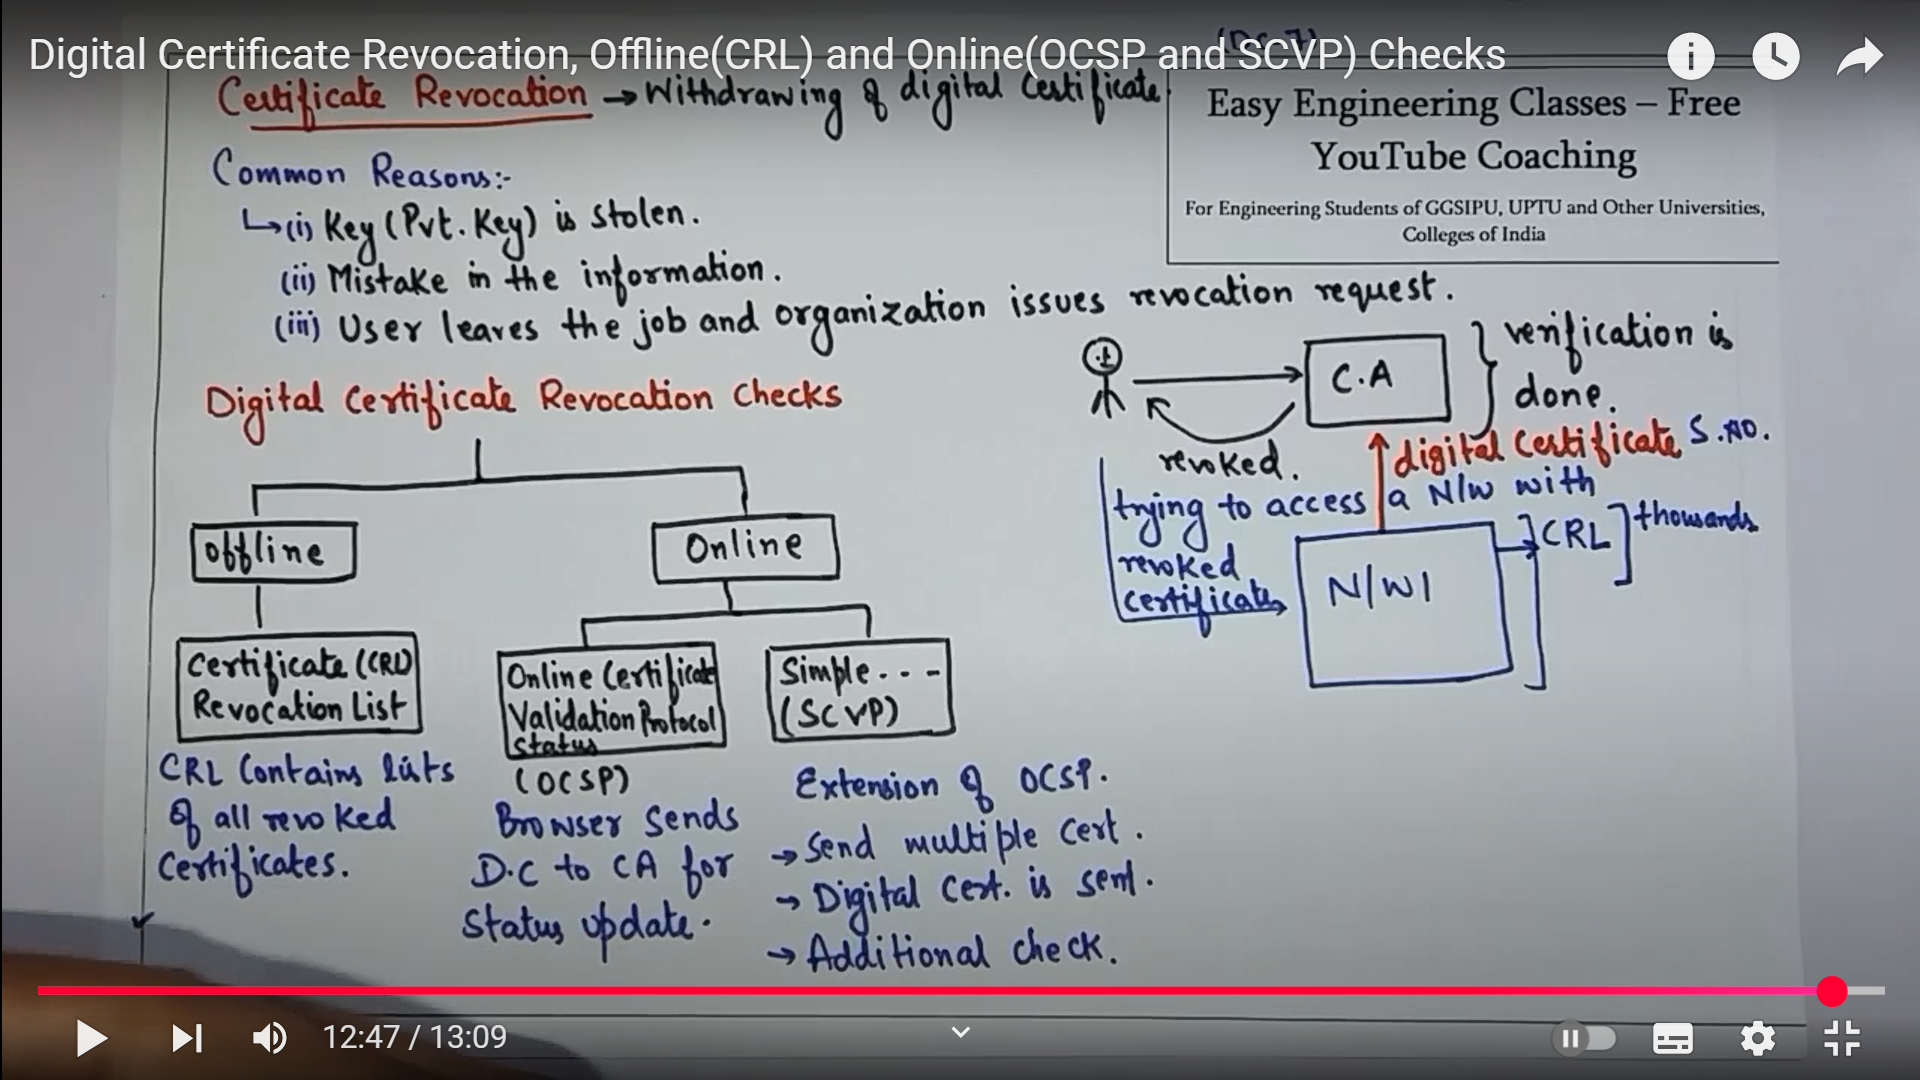 Digital Certificate Revocation, Offline(CRL) and Online(OCSP and SCVP) Checks
Certificate Revocation → Withdrawing of digital Certificate.
Easy Engineering Classes – Free
YouTube Coaching
For Engineering Students of GGSIPU, UPTU and Other Universities,
Colleges of India
Common Reasons:-
(i) Key (Pvt. Key) is stolen.
(ii) Mistake in the information.
(iii) User leaves the job and organization issues revocation request.
C.A
verification is
done.
revoked.
digital Certificate S.no.
trying to access a N/W with
revoked
certificate
N/W1
CRL
thousands
Digital Certificate Revocation Checks
Offline
Online
Certificate (CRL)
Revocation List
Online Certificate
Validation Protocol
Status
(OCSP)
Simple . . . -
(SCVP)
CRL Contains lists
of all revoked
Certificates.
Browser Sends
D.C to CA for
Status update.
Extension of OCSP.
→ Send multiple Cert.
→ Digital Cert. is sent.
→ Additional check.
12:47 / 13:09